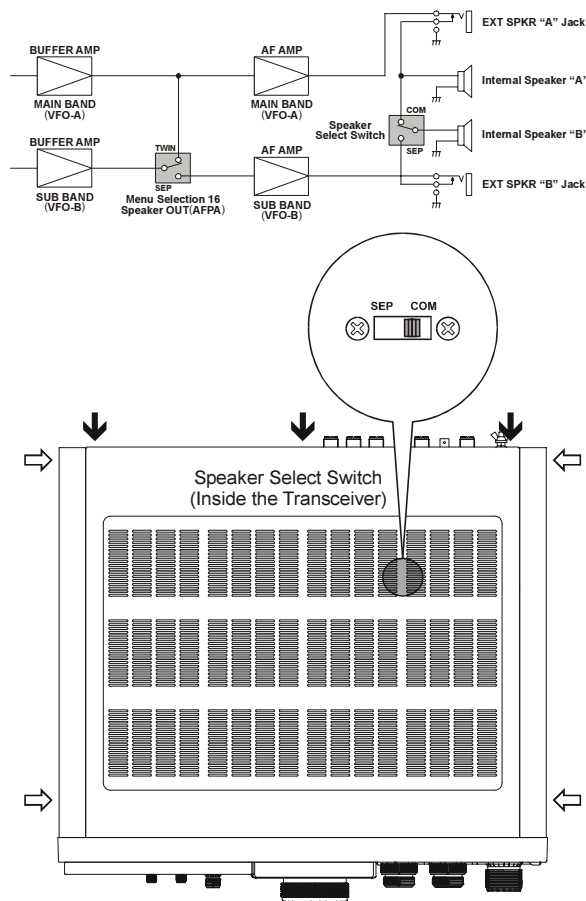 EXT SPKR “A” Jack
BUFFER AMP
AF AMP
Internal Speaker “A”
MAIN BAND
(VFO-A)
MAIN BAND
(VFO-A)
COM
Speaker
Select Switch
Internal Speaker “B”
BUFFER AMP
AF AMP
TWIN
SEP
SEP
EXT SPKR “B” Jack
SUB BAND
(VFO-B)
Menu Selection 16
Speaker OUT(AFPA)
SUB BAND
(VFO-B)
SEP COM
Speaker Select Switch
(Inside the Transceiver)